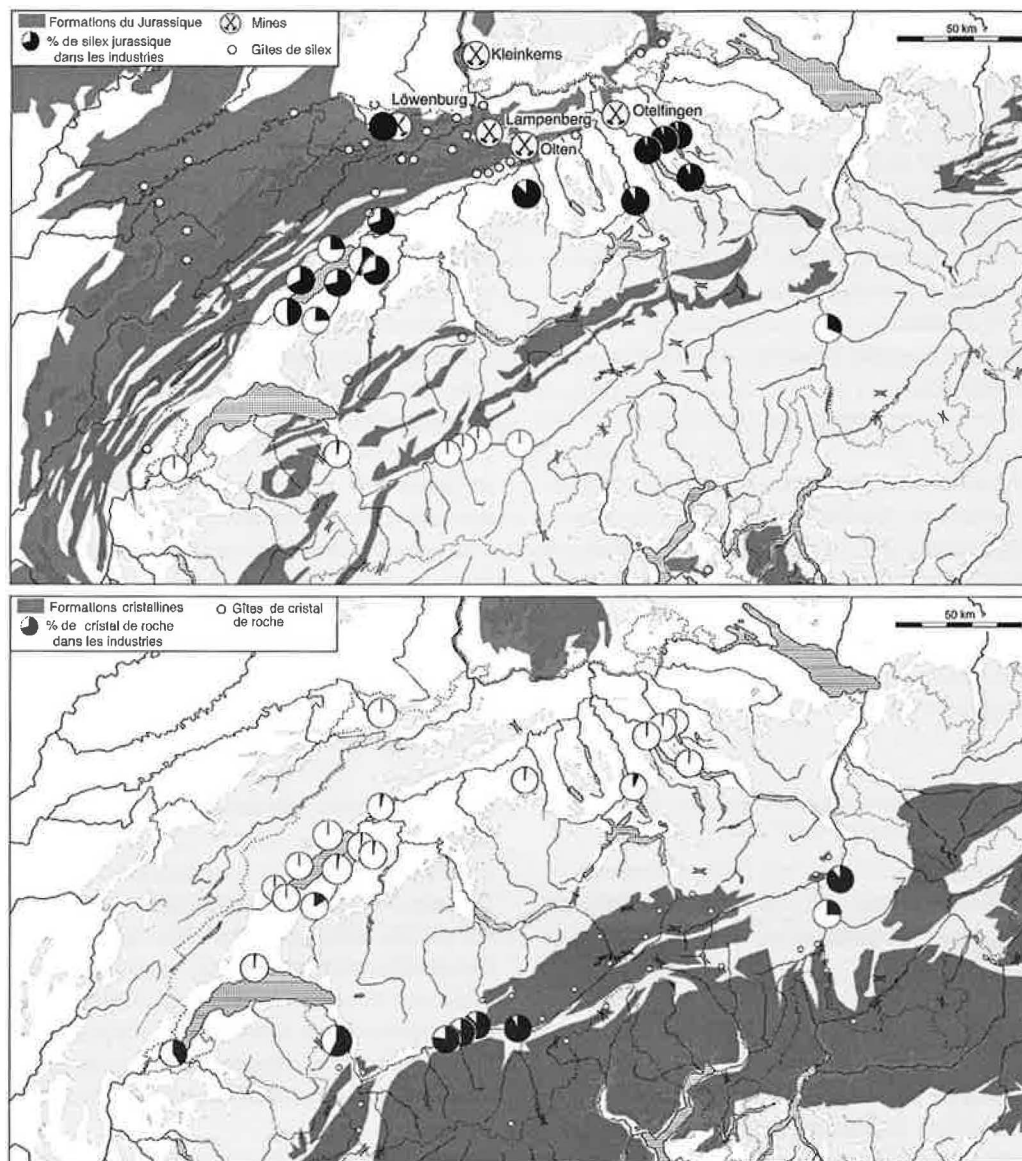 Formations du Jurassique
% de silex jurassique
dans les industries
Mines
Gîtes de silex
50 km
Kleinkems
Löwenburg
Lampenberg
Otelfingen
Olten
Formations cristallines
% de cristal de roche
dans les industries
Gîtes de cristal
de roche
50 km